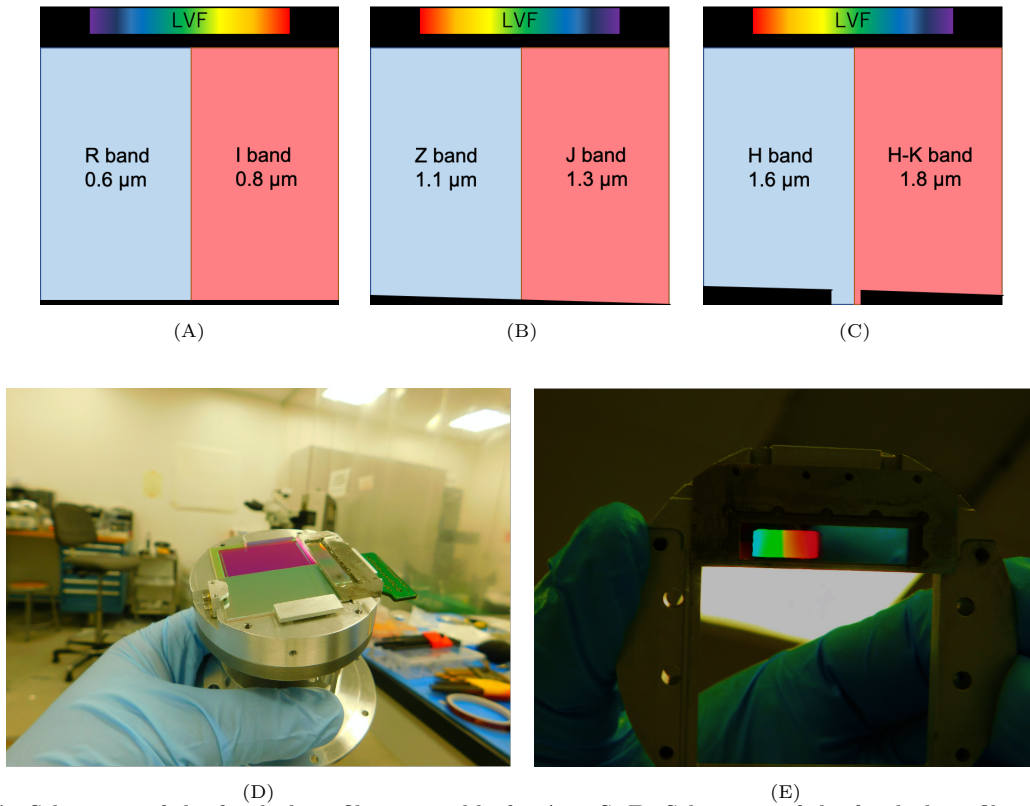 LVF
LVF
LVF
R band
0.6 µm
I band
0.8 µm
Z band
1.1 µm
J band
1.3 µm
H band
1.6 µm
H-K band
1.8 µm
(A)
(B)
(C)
(D)
(E)